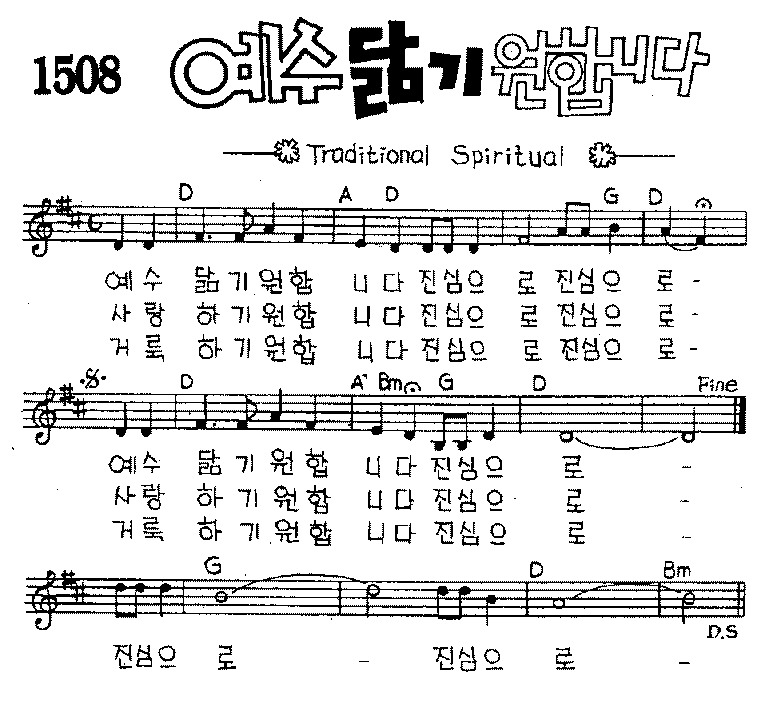 1508 예수 닮기 원합니다
Traditional Spiritual
D A D G D
예수 닮기원합 니다진심으 로진심으 로-
사랑 하기원합 니다진심으 로진심으 로-
거룩 하기원합 니다진심으 로진심으 로-
D A7 Bm G D Fine
예수 닮기원합 니다진심으 로 -
사랑 하기원합 니다진심으 로 -
거룩 하기원합 니다진심으 로 -
G D Bm
D.S
진심으 로 - 진심으 로 -